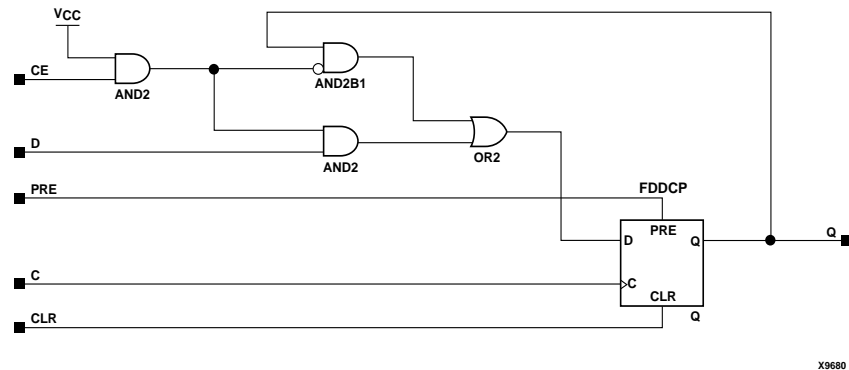 VCC
CE
AND2
AND2B1
D
AND2
OR2
PRE
FDDCP
PRE
D
Q
Q
C
C
CLR
CLR
Q
X9680